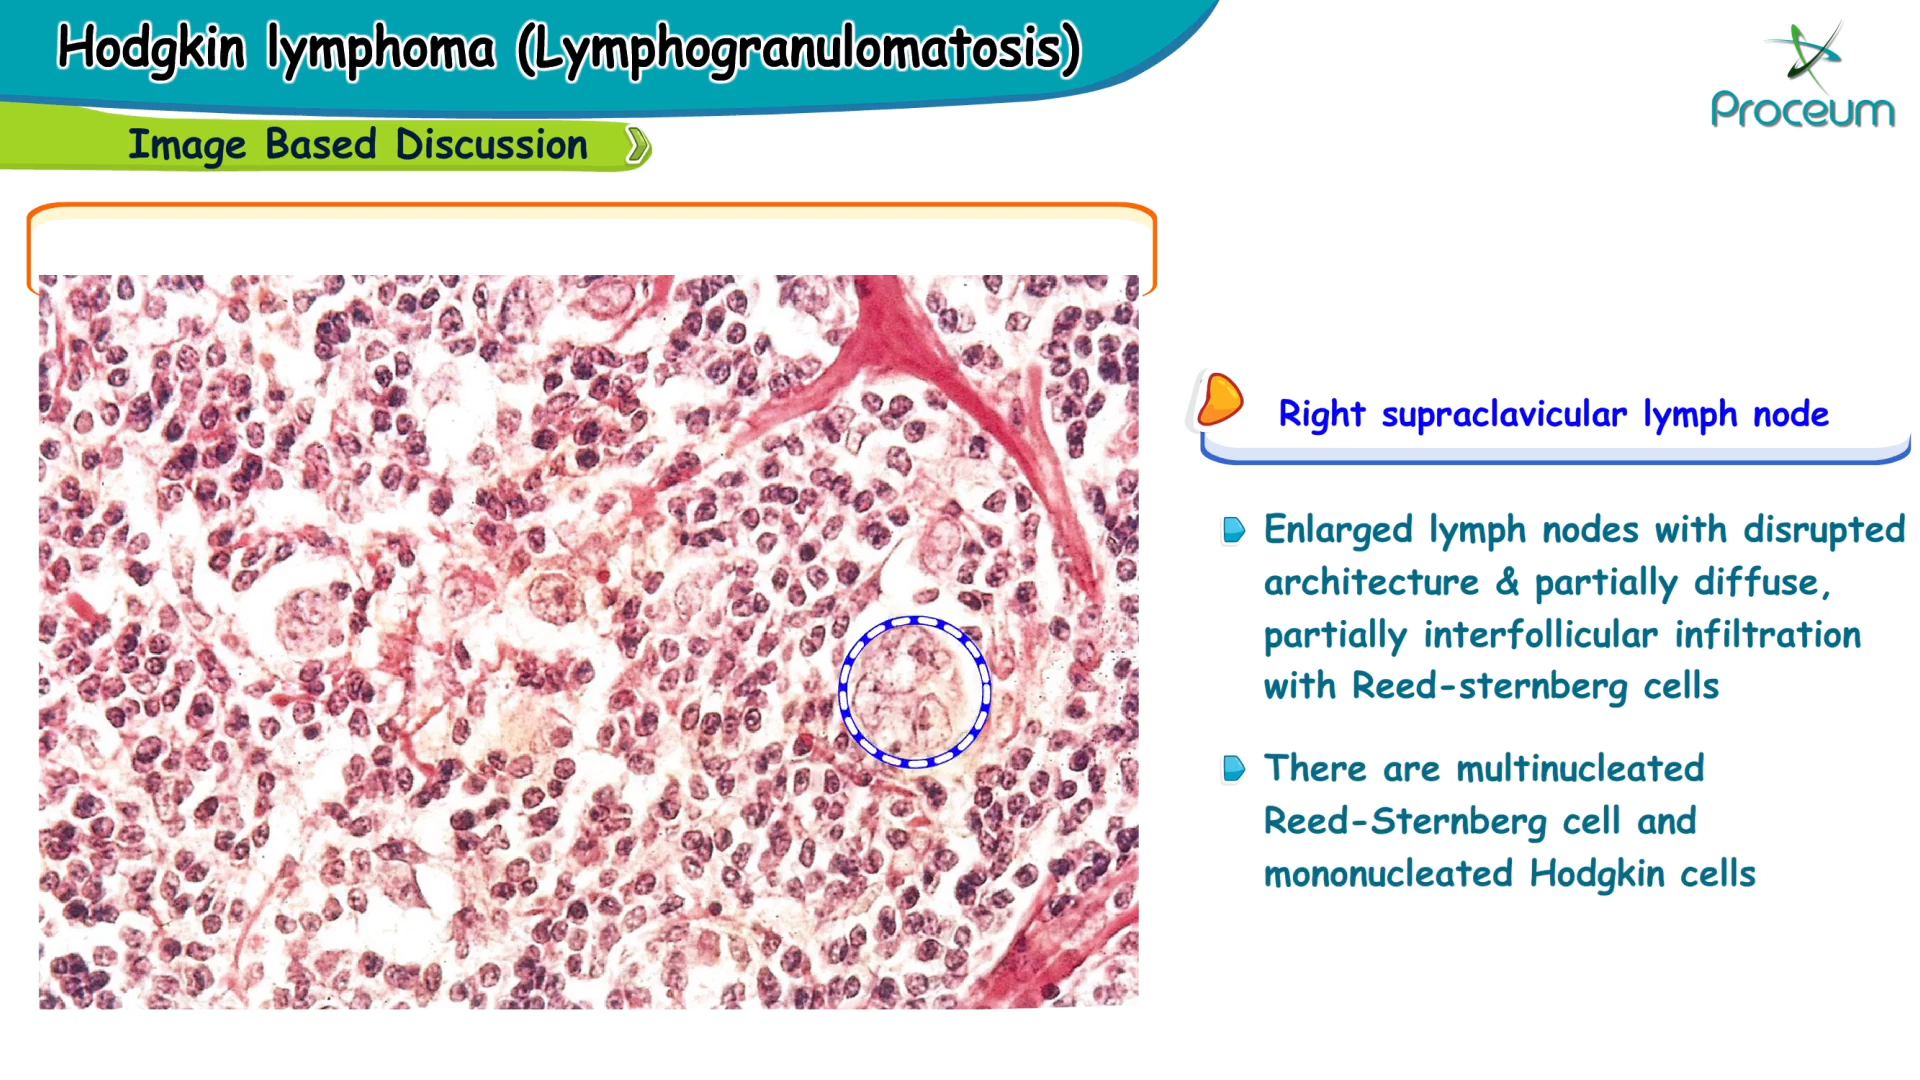 Hodgkin lymphoma (Lymphogranulomatosis)
Proceum
Image Based Discussion
Right supraclavicular lymph node
Enlarged lymph nodes with disrupted
architecture & partially diffuse,
partially interfollicular infiltration
with Reed-sternberg cells
There are multinucleated
Reed-Sternberg cell and
mononucleated Hodgkin cells